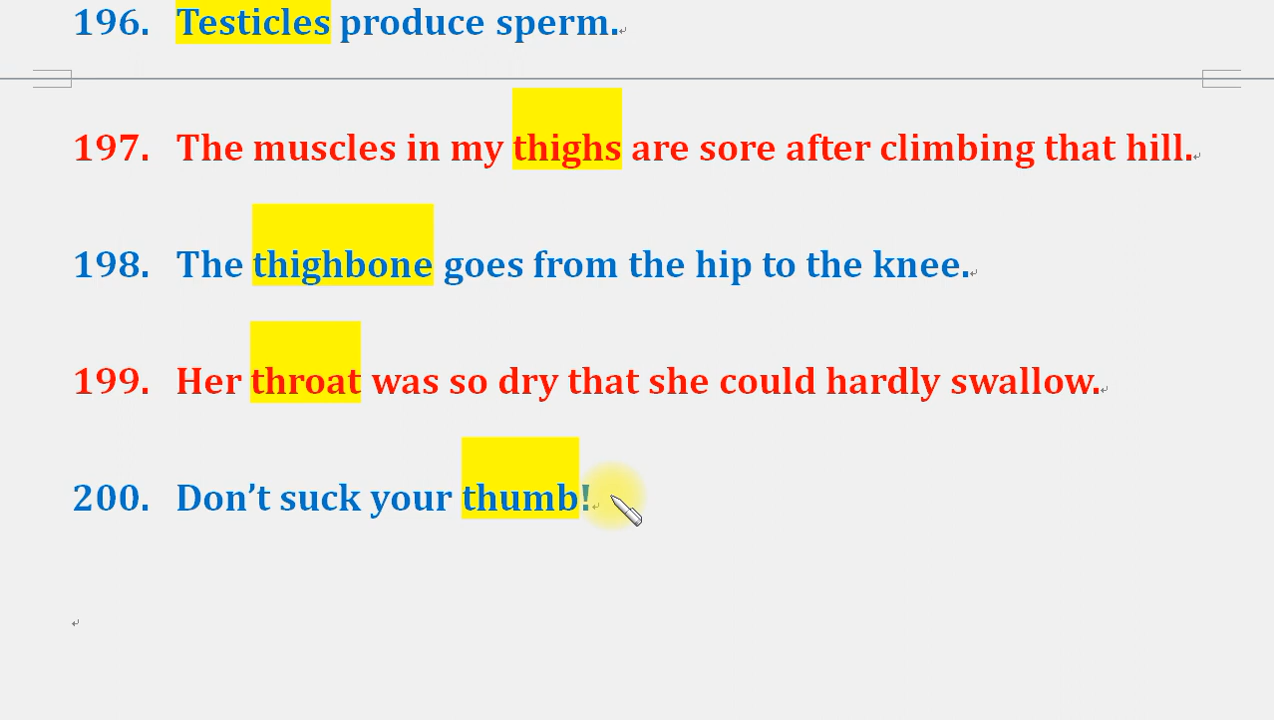 196. Testicles produce sperm.
197. The muscles in my thighs are sore after climbing that hill.
198. The thighbone goes from the hip to the knee.
199. Her throat was so dry that she could hardly swallow.
200. Don’t suck your thumb!